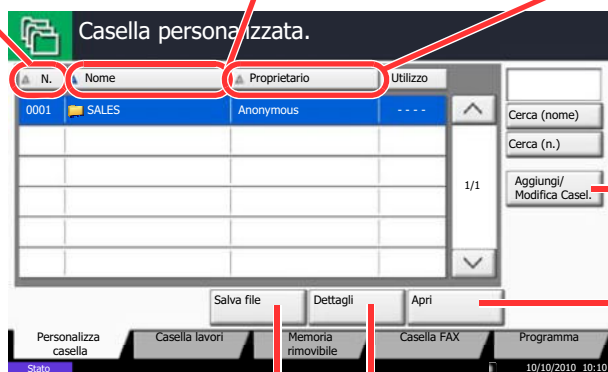 Casella personalizzata.
N. Nome Proprietario Utilizzo
0001 SALES Anonymous - - - -
Cerca (nome)
Cerca (n.)
1/1
Aggiungi/
Modifica Casel.
Salva file Dettagli Apri
Personalizza
casella
Casella lavori
Memoria
rimovibile
Casella FAX
Programma
Stato
10/10/2010 10:10